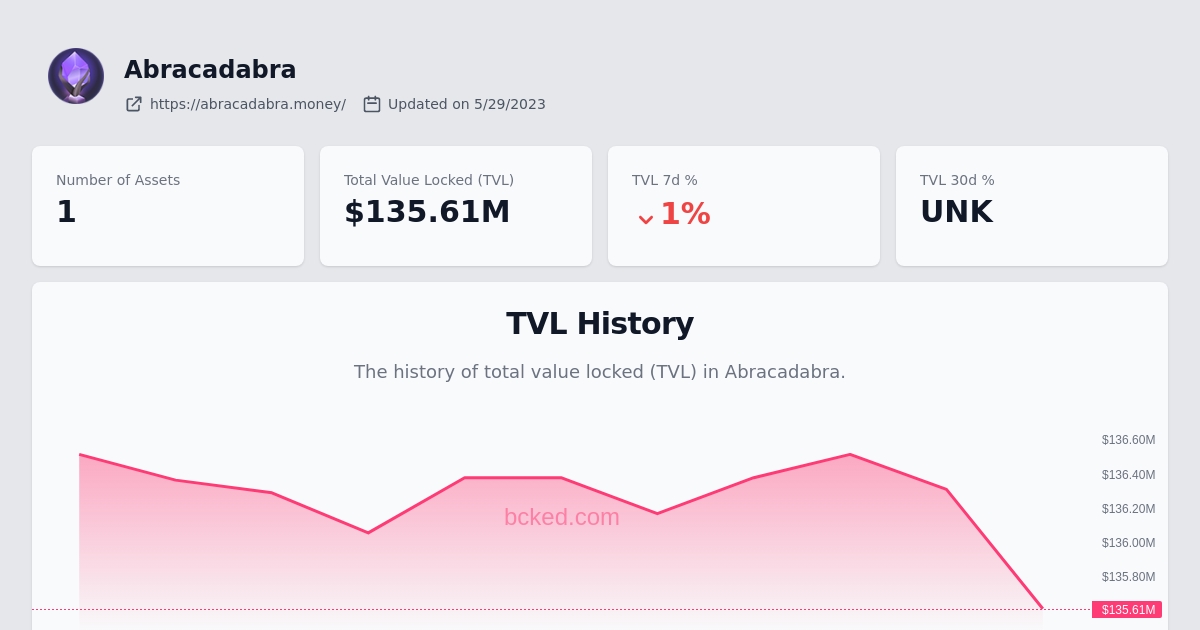 Abracadabra
https://abracadabra.money/ Updated on 5/29/2023
Number of Assets
1
Total Value Locked (TVL)
$135.61M
TVL 7d %
1%
TVL 30d %
UNK
TVL History
The history of total value locked (TVL) in Abracadabra.
$136.60M
$136.40M
$136.20M
bcked.com
$136.00M
$135.80M
$135.61M